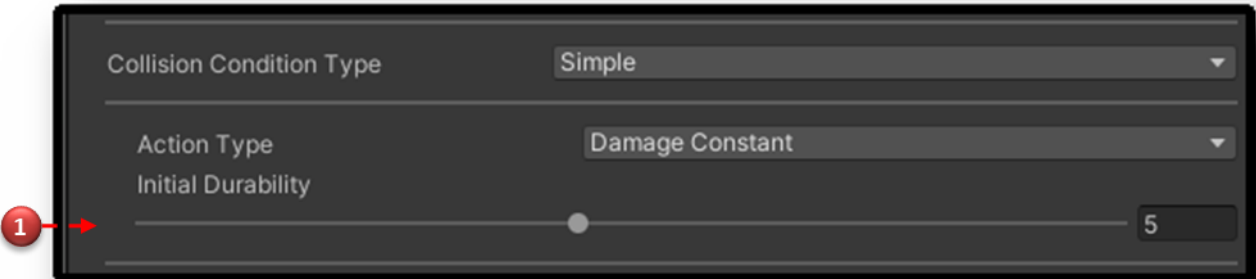 Collision Condition Type Simple
Action Type Damage Constant
Initial Durability
1 5